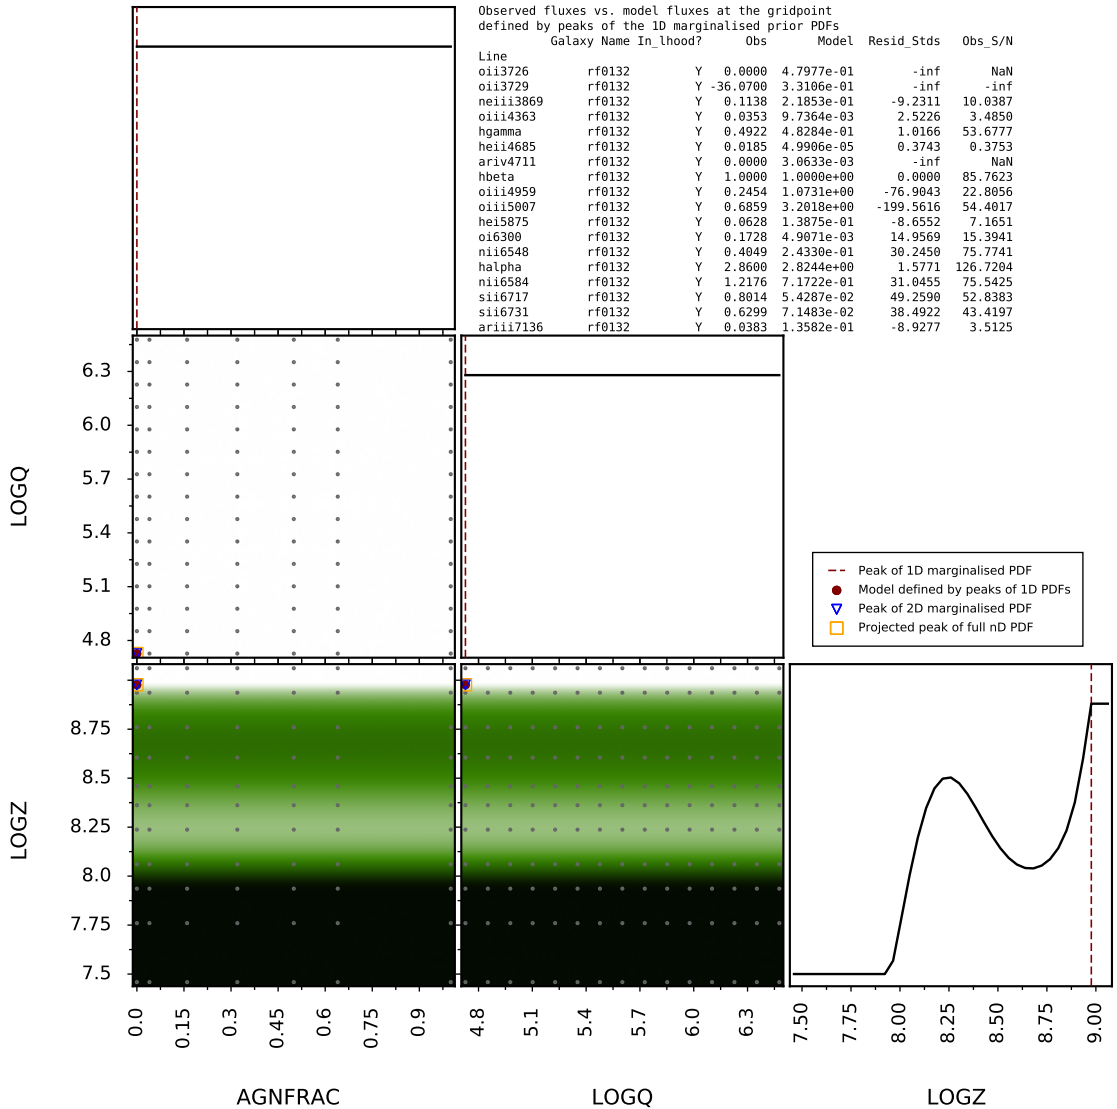 Observed fluxes vs. model fluxes at the gridpoint
defined by peaks of the 1D marginalised prior PDFs
Galaxy Name In_lhood? Obs Model Resid_Stds Obs_S/N
Line
oii3726 rf0132 Y 0.0000 4.7977e-01 -inf NaN
oii3729 rf0132 Y -36.0700 3.3106e-01 -inf -inf
neiii3869 rf0132 Y 0.1138 2.1853e-01 -9.2311 10.0387
oiii4363 rf0132 Y 0.0353 9.7364e-03 2.5226 3.4850
hgamma rf0132 Y 0.4922 4.8284e-01 1.0166 53.6777
heii4685 rf0132 Y 0.0185 4.9906e-05 0.3743 0.3753
ariv4711 rf0132 Y 0.0000 3.0633e-03 -inf NaN
hbeta rf0132 Y 1.0000 1.0000e+00 0.0000 85.7623
oiii4959 rf0132 Y 0.2454 1.0731e+00 -76.9043 22.8056
oiii5007 rf0132 Y 0.6859 3.2018e+00 -199.5616 54.4017
hei5875 rf0132 Y 0.0628 1.3875e-01 -8.6552 7.1651
oi6300 rf0132 Y 0.1728 4.9071e-03 14.9569 15.3941
nii6548 rf0132 Y 0.4049 2.4330e-01 30.2450 75.7741
halpha rf0132 Y 2.8600 2.8244e+00 1.5771 126.7204
nii6584 rf0132 Y 1.2176 7.1722e-01 31.0455 75.5425
sii6717 rf0132 Y 0.8014 5.4287e-02 49.2590 52.8383
sii6731 rf0132 Y 0.6299 7.1483e-02 38.4922 43.4197
ariii7136 rf0132 Y 0.0383 1.3582e-01 -8.9277 3.5125
LOGQ
6.3
6.0
5.7
5.4
5.1
4.8
Peak of 1D marginalised PDF
Model defined by peaks of 1D PDFs
Peak of 2D marginalised PDF
Projected peak of full nD PDF
LOGZ
8.75
8.5
8.25
8.0
7.75
7.5
0.0 0.15 0.3 0.45 0.6 0.75 0.9
4.8 5.1 5.4 5.7 6.0 6.3
7.50 7.75 8.00 8.25 8.50 8.75 9.00
AGNFRAC LOGQ LOGZ